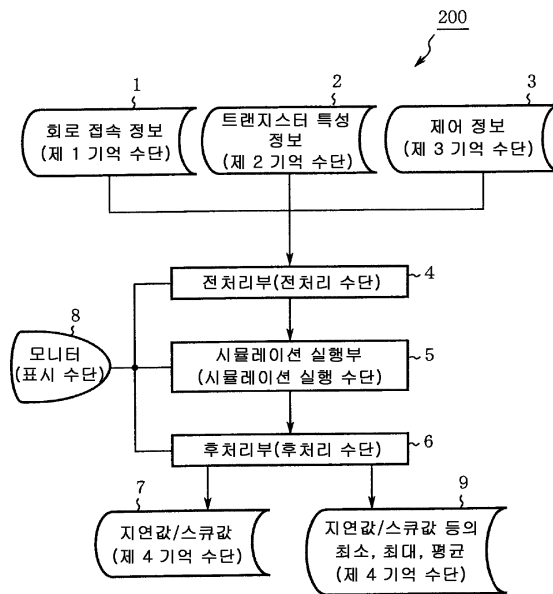 200
1
2
3
회로 접속 정보
(제 1 기억 수단)
트랜지스터 특성
정보
(제 2 기억 수단)
제어 정보
(제 3 기억 수단)
전처리부(전처리 수단)
4
8
모니터
(표시 수단)
시뮬레이션 실행부
(시뮬레이션 실행 수단)
5
후처리부(후처리 수단)
6
7
지연값/스큐값
(제 4 기억 수단)
9
지연값/스큐값 등의
최소, 최대, 평균
(제 4 기억 수단)